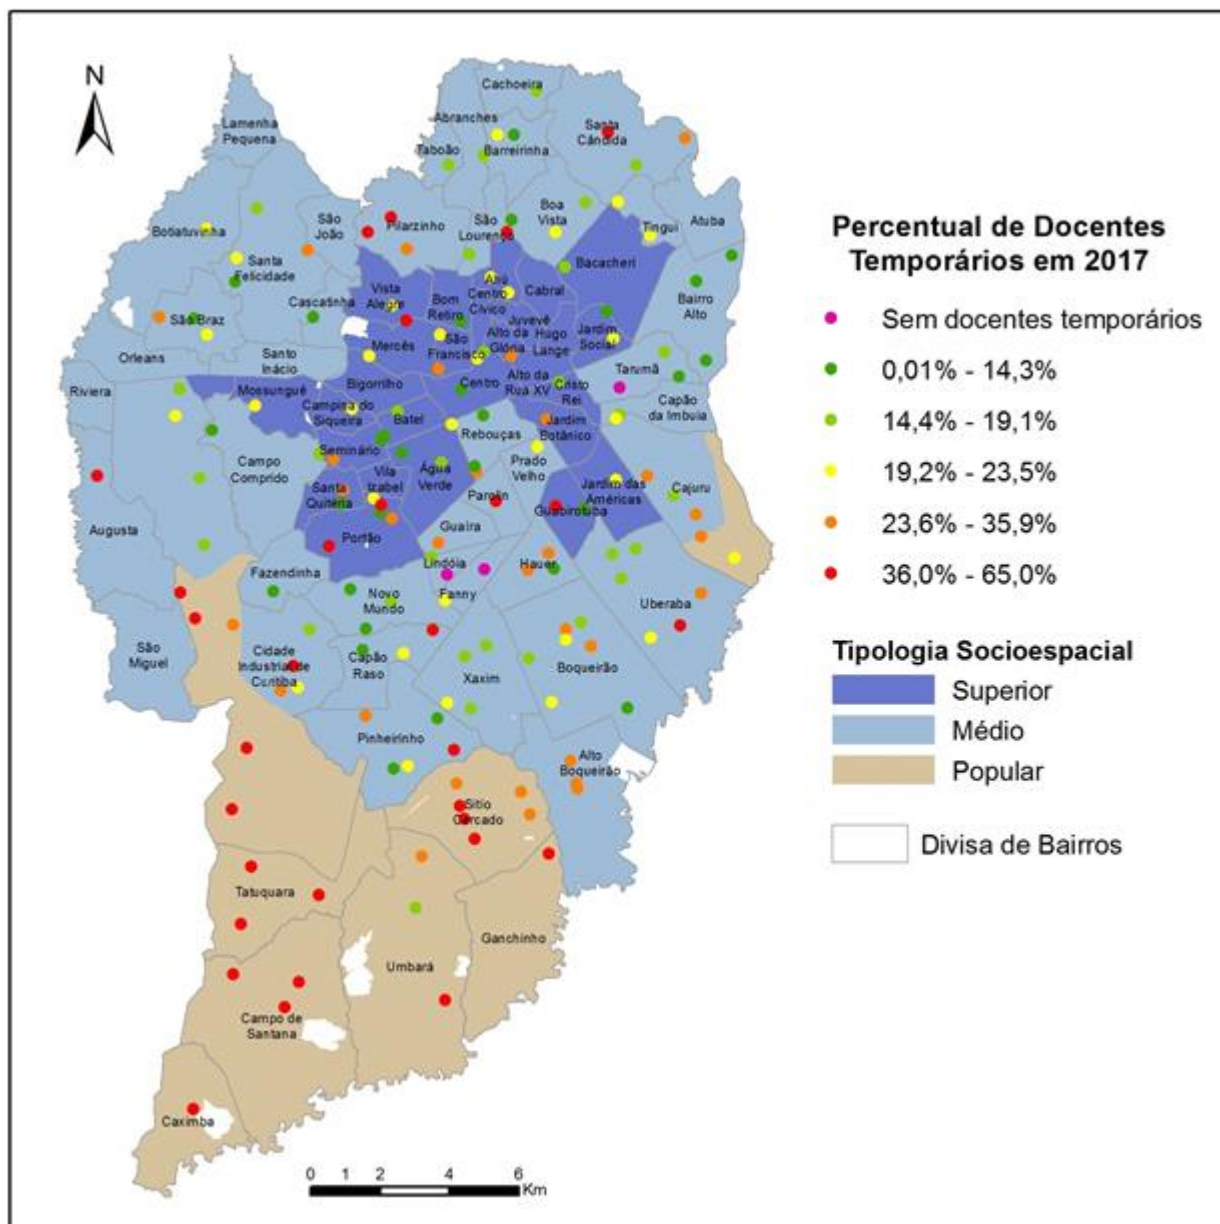 N
Cachoeira
Lamenha
Pequena
Abranches
Santa
Cândida
Taboão
Barreirinha
Botiatuvinha
São
João
Pilarzinho
São
Lourenço
Boa
Vista
Tingui
Atuba
Santa
Felicidade
Bacacheri
Cascatinha
Vista
Alegre
Bom
Retiro
Ahú
Centro
Cívico
Cabral
Bairro
Alto
São Braz
Mercês
São
Francisco
Juvevê
Alto da
Glória
Hugo
Lange
Jardim
Social
Orleans
Santo
Inácio
Tarumã
Riviera
Mossunguê
Bigorrilho
Centro
Alto da
Rua XV
Cristo
Rei
Campina do
Siqueira
Batel
Capão
da Imbuia
Rebouças
Jardim
Botânico
Seminário
Campo
Comprido
Vila
Izabel
Água
Verde
Prado
Velho
Santa
Quitéria
Parolin
Jardim das
Américas
Cajuru
Guabirotuba
Augusta
Portão
Guaíra
Fazendinha
Lindóia
Hauer
Novo
Mundo
Fanny
Uberaba
São
Miguel
Cidade
Industrial de
Curitiba
Capão
Raso
Xaxim
Boqueirão
Pinheirinho
Alto
Boqueirão
Sitio
Cercado
Tatuquara
Ganchinho
Umbará
Campo de
Santana
Caximba
0 1 2 4 6
Km
Percentual de Docentes
Temporários em 2017
Sem docentes temporários
0,01% - 14,3%
14,4% - 19,1%
19,2% - 23,5%
23,6% - 35,9%
36,0% - 65,0%
Tipologia Socioespacial
Superior
Médio
Popular
Divisa de Bairros